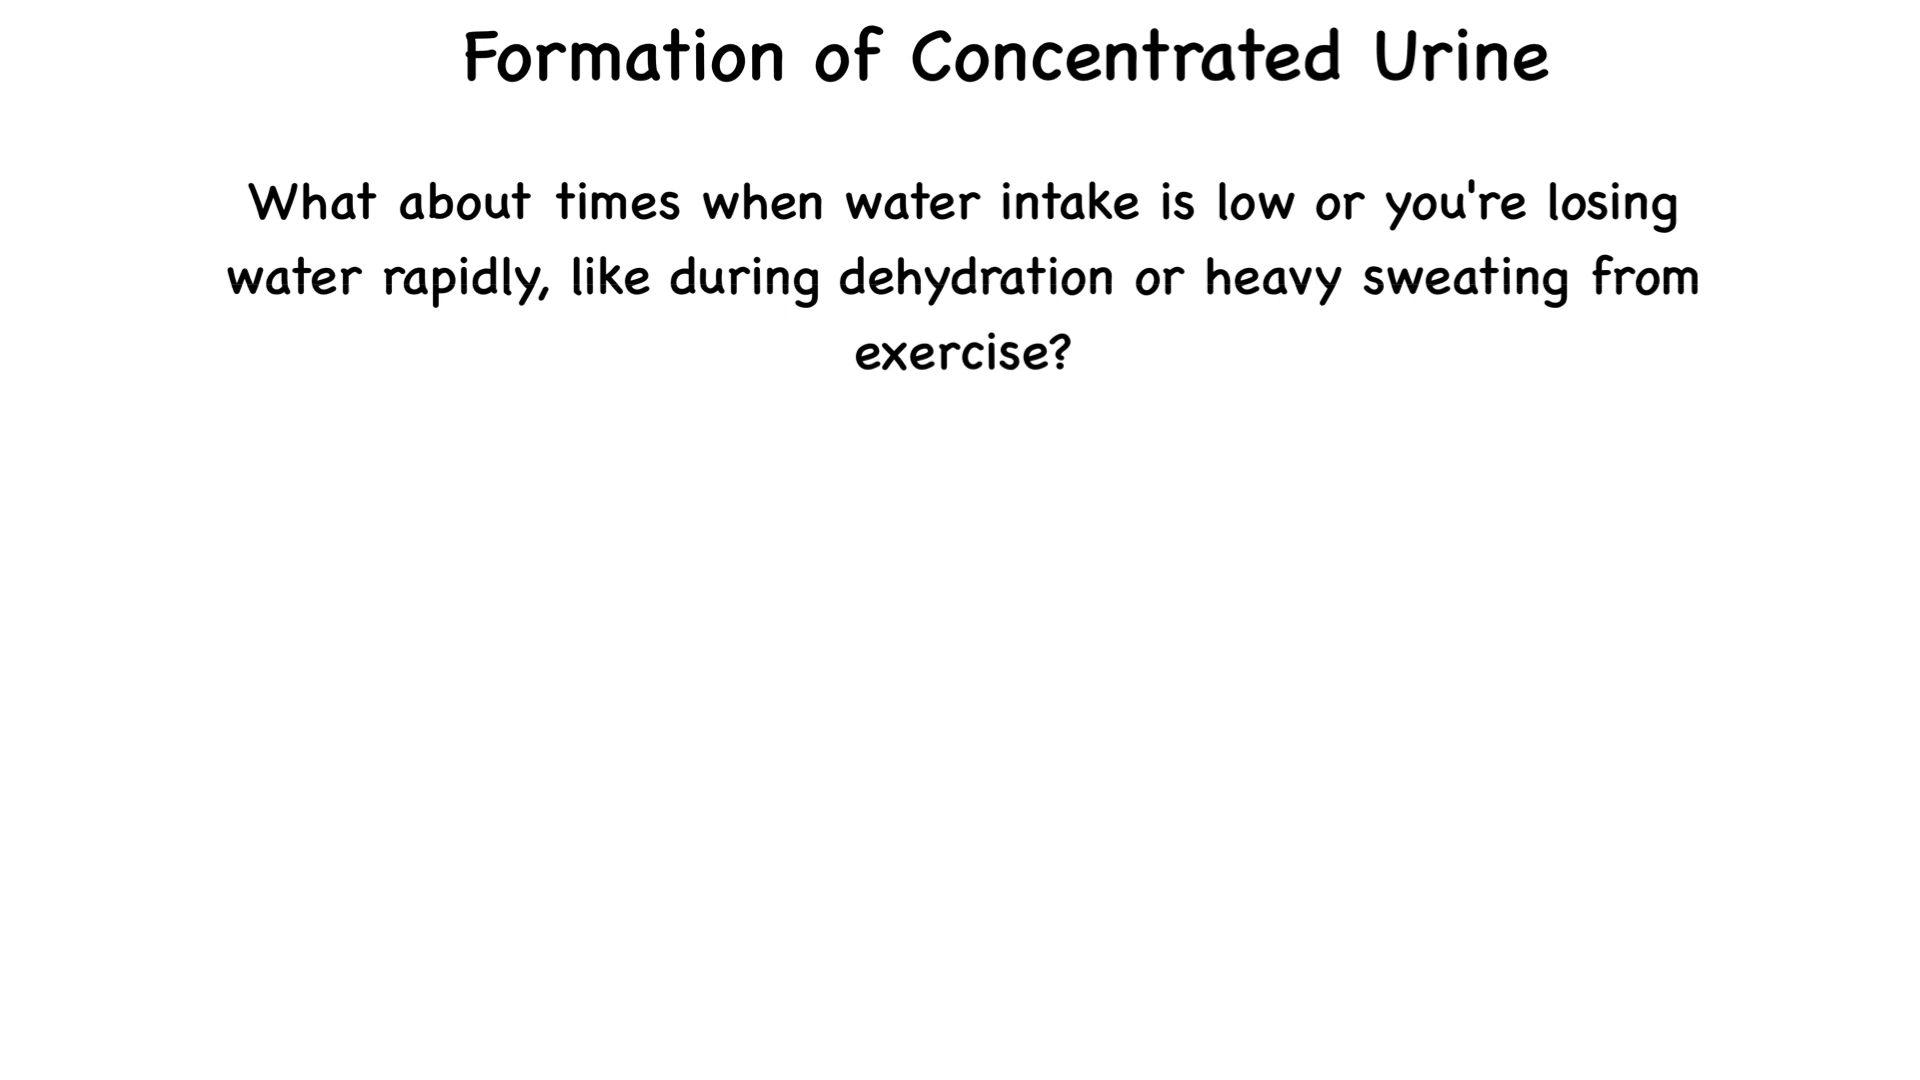 Formation of Concentrated Urine
What about times when water intake is low or you're losing
water rapidly, like during dehydration or heavy sweating from
exercise?